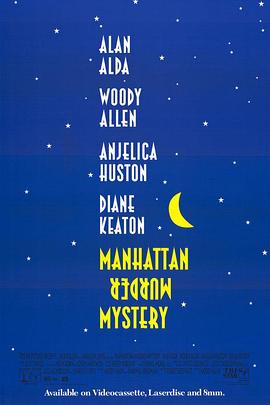 ALAN
ALDA
WOODY
ALLEN
ANJELICA
HUSTON
DIANE
KEATON
MANHATTAN
MURDER
MYSTERY
Available on Videocassette, Laserdisc and 8mm.